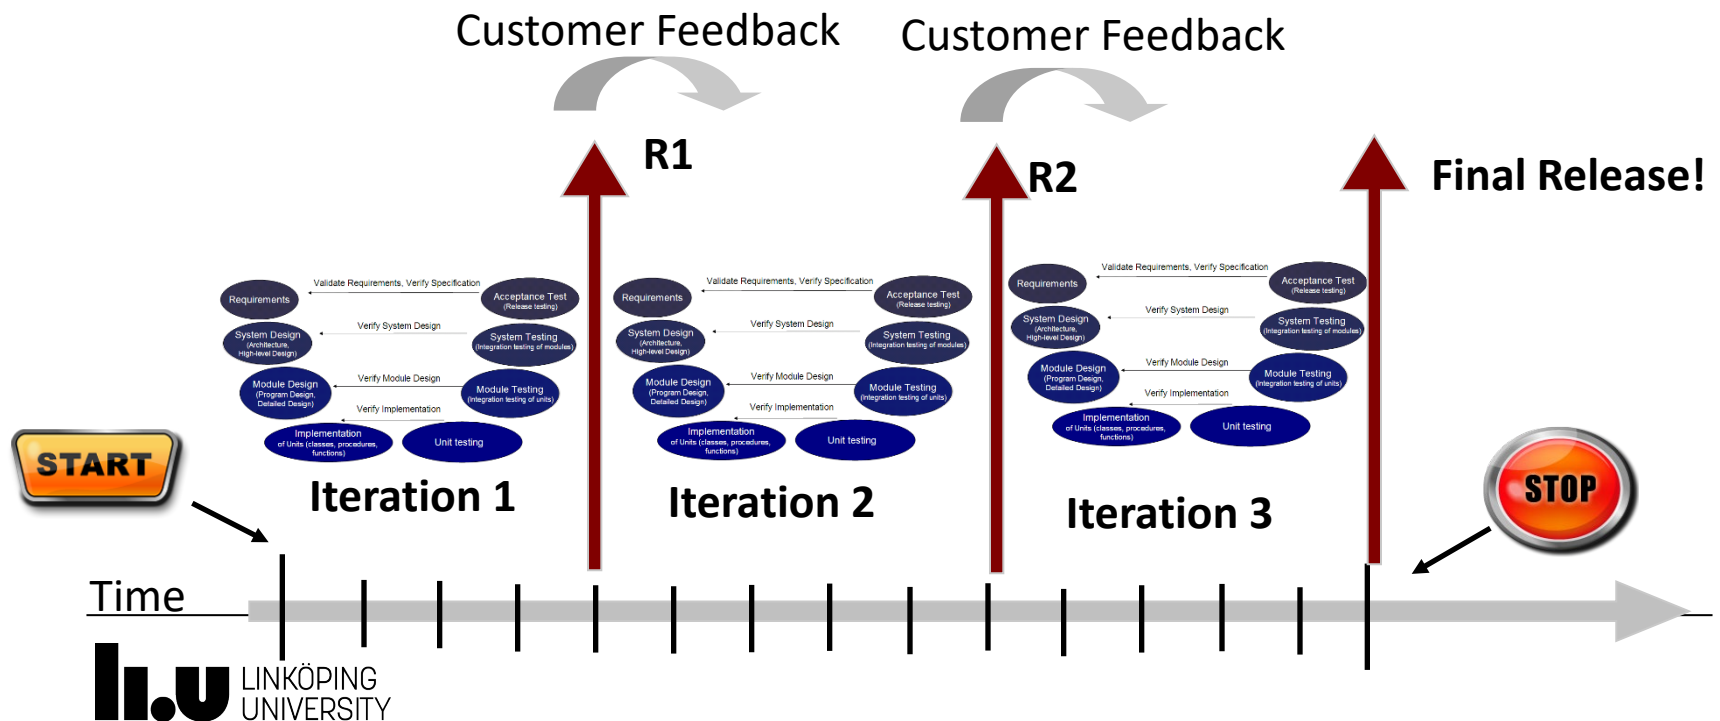 Customer Feedback
Customer Feedback
R1
R2
Final Release!
Requirements
Validate Requirements, Verify Specification
Acceptance Test
(Release testing)
System Design
(Architecture,
High-level Design)
Verify System Design
System Testing
(Integration testing of modules)
Module Design
(Program Design,
Detailed Design)
Verify Module Design
Module Testing
(Integration testing of units)
Verify Implementation
Implementation
of Units (classes, procedures,
functions)
Unit testing
Iteration 1
Requirements
Validate Requirements, Verify Specification
Acceptance Test
(Release testing)
System Design
(Architecture,
High-level Design)
Verify System Design
System Testing
(Integration testing of modules)
Module Design
(Program Design,
Detailed Design)
Verify Module Design
Module Testing
(Integration testing of units)
Verify Implementation
Implementation
of Units (classes, procedures,
functions)
Unit testing
Iteration 2
Requirements
Validate Requirements, Verify Specification
Acceptance Test
(Release testing)
System Design
(Architecture,
High-level Design)
Verify System Design
System Testing
(Integration testing of modules)
Module Design
(Program Design,
Detailed Design)
Verify Module Design
Module Testing
(Integration testing of units)
Verify Implementation
Implementation
of Units (classes, procedures,
functions)
Unit testing
Iteration 3
START
STOP
Time
li.u
LINKÖPING
UNIVERSITY